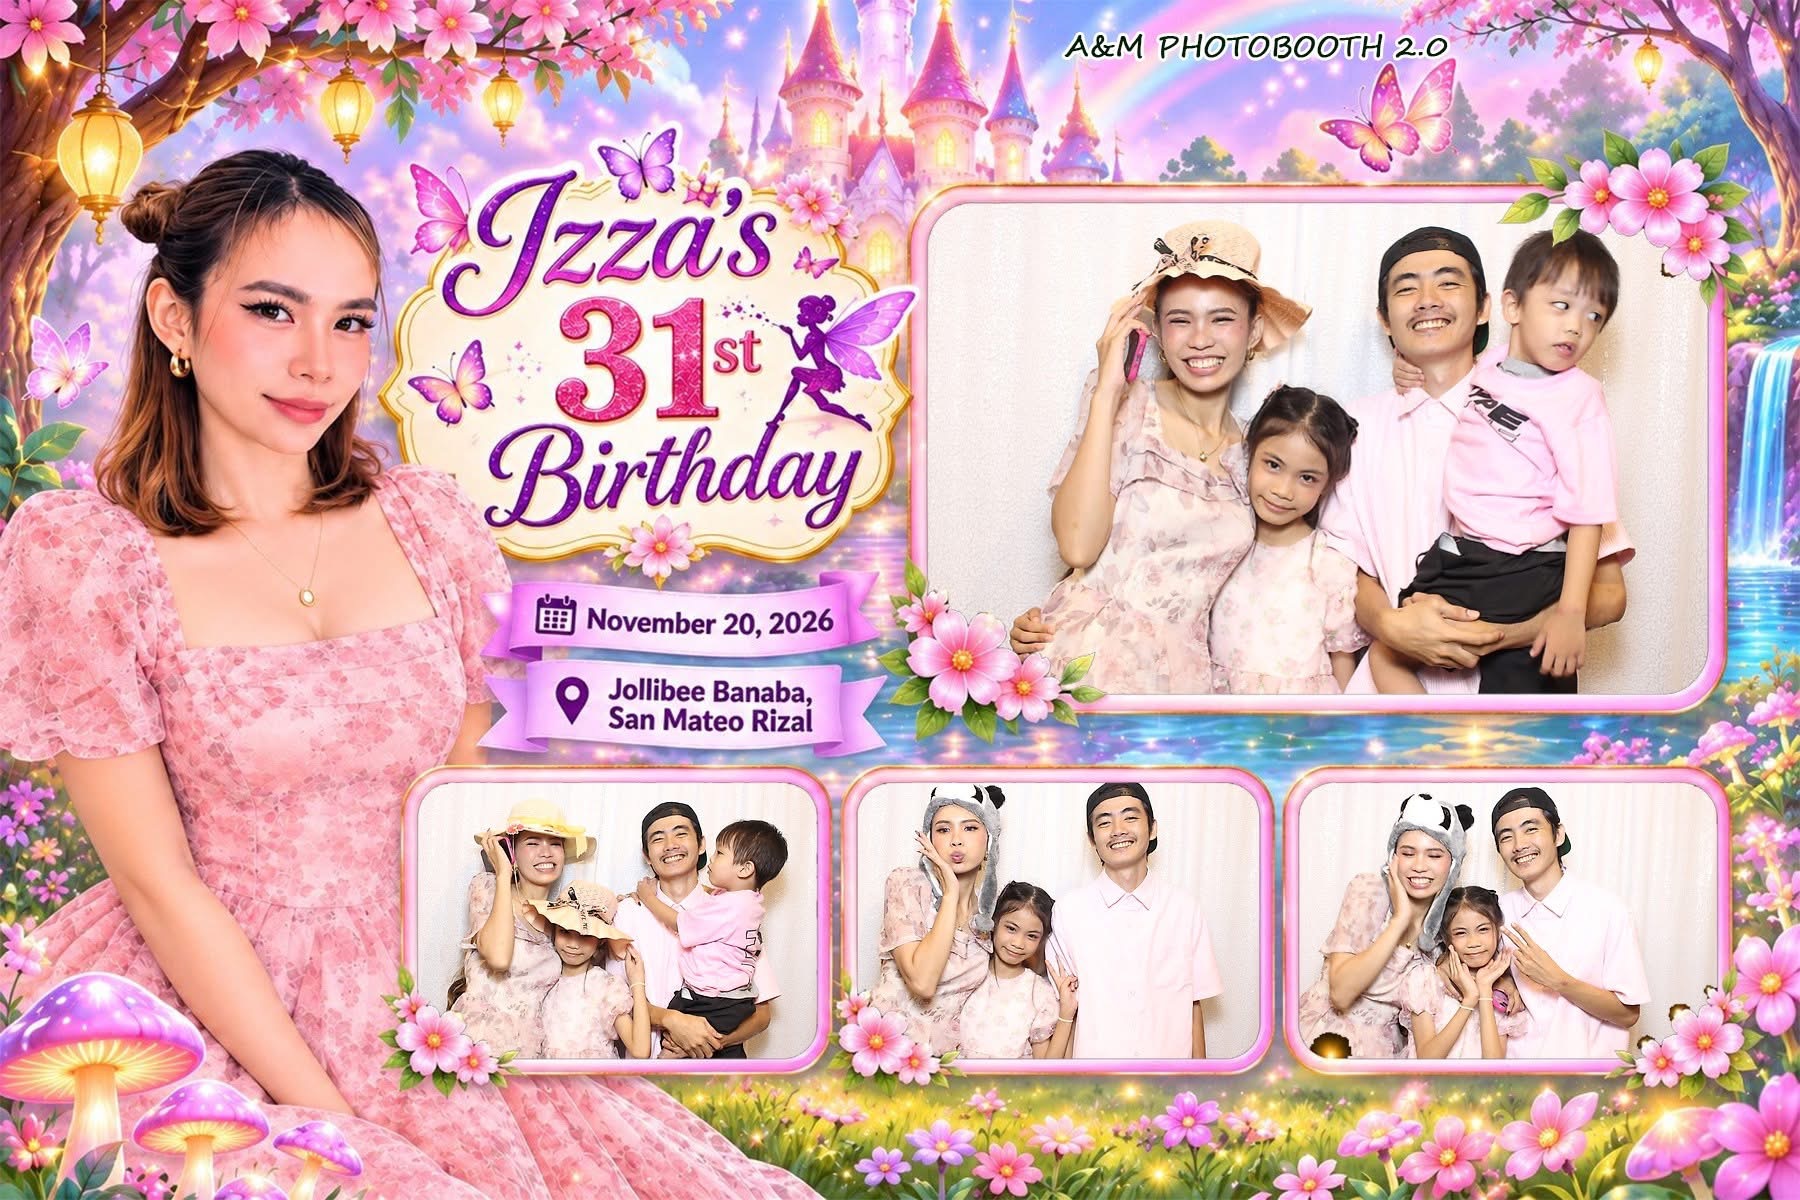 A&M PHOTOBOOTH 2.0
Izza's
31st
Birthday
November 20, 2026
Jollibee Banaba,
San Mateo Rizal